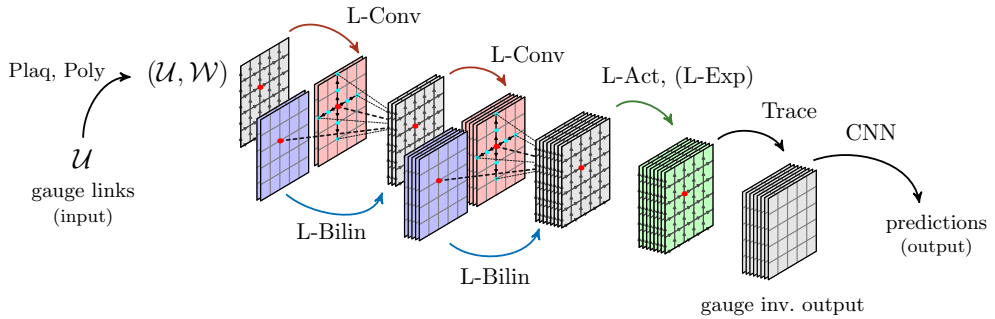 L-Conv
Plaq, Poly
(𝒰, 𝒲)
L-Conv
L-Act, (L-Exp)
Trace
CNN
𝒰
gauge links
(input)
L-Bilin
L-Bilin
predictions
(output)
gauge inv. output